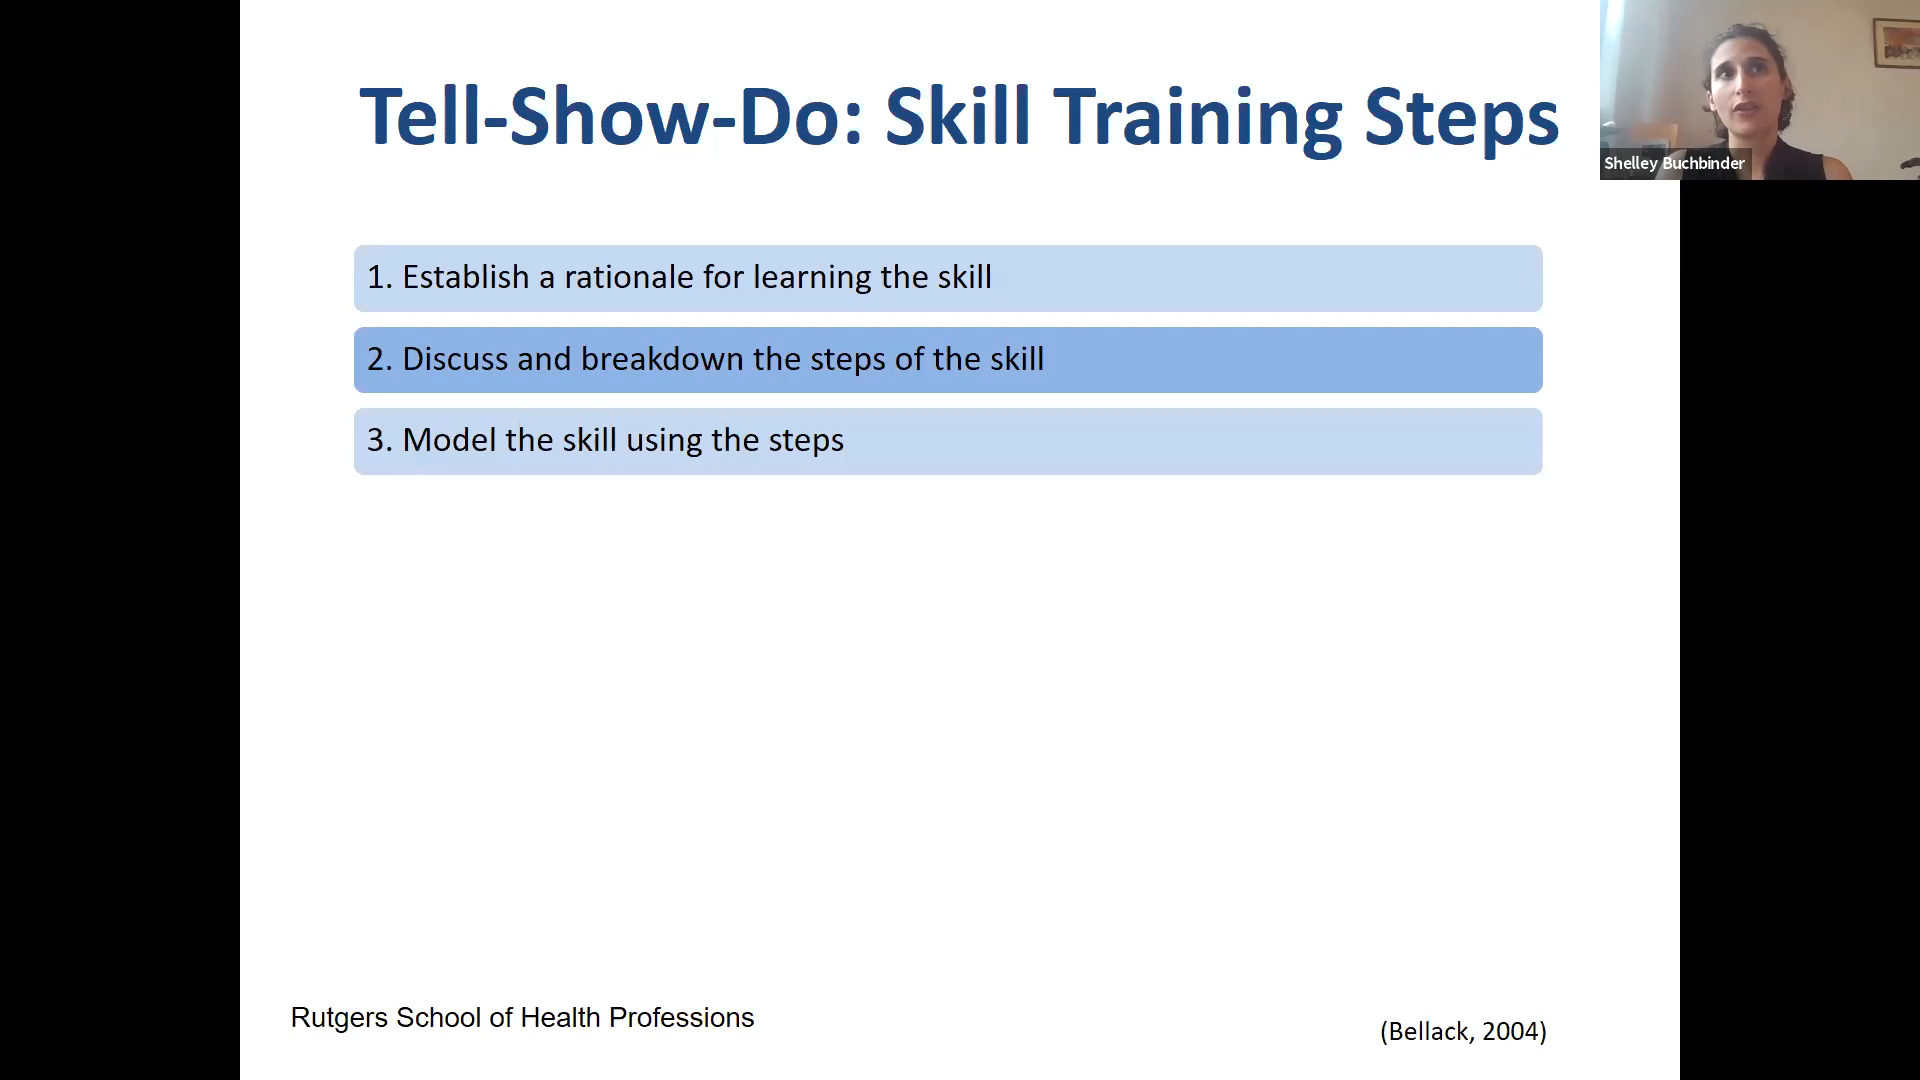 Tell-Show-Do: Skill Training Steps
Shelley Buchbinder
1. Establish a rationale for learning the skill
2. Discuss and breakdown the steps of the skill
3. Model the skill using the steps
Rutgers School of Health Professions
(Bellack, 2004)